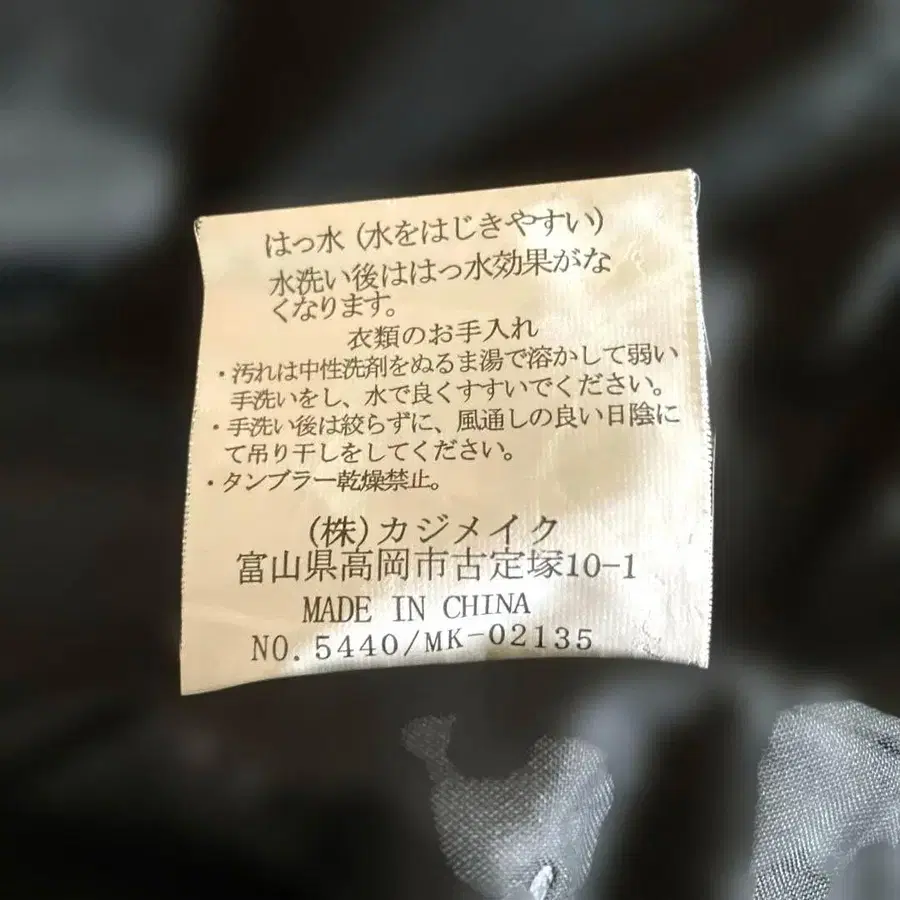 はっ水 (水をはじきやすい)
水洗い後ははっ水効果がな
くなります。
衣類のお手入れ
・汚れは中性洗剤をぬるま湯で溶かして弱い
手洗いをし、水で良くすすいでください。
・手洗い後は絞らずに、風通しの良い日陰に
て吊り干しをしてください。
・タンブラー乾燥禁止。
(株)カジメイク
富山県高岡市古定塚10-1
MADE IN CHINA
NO.5440/MK-02135